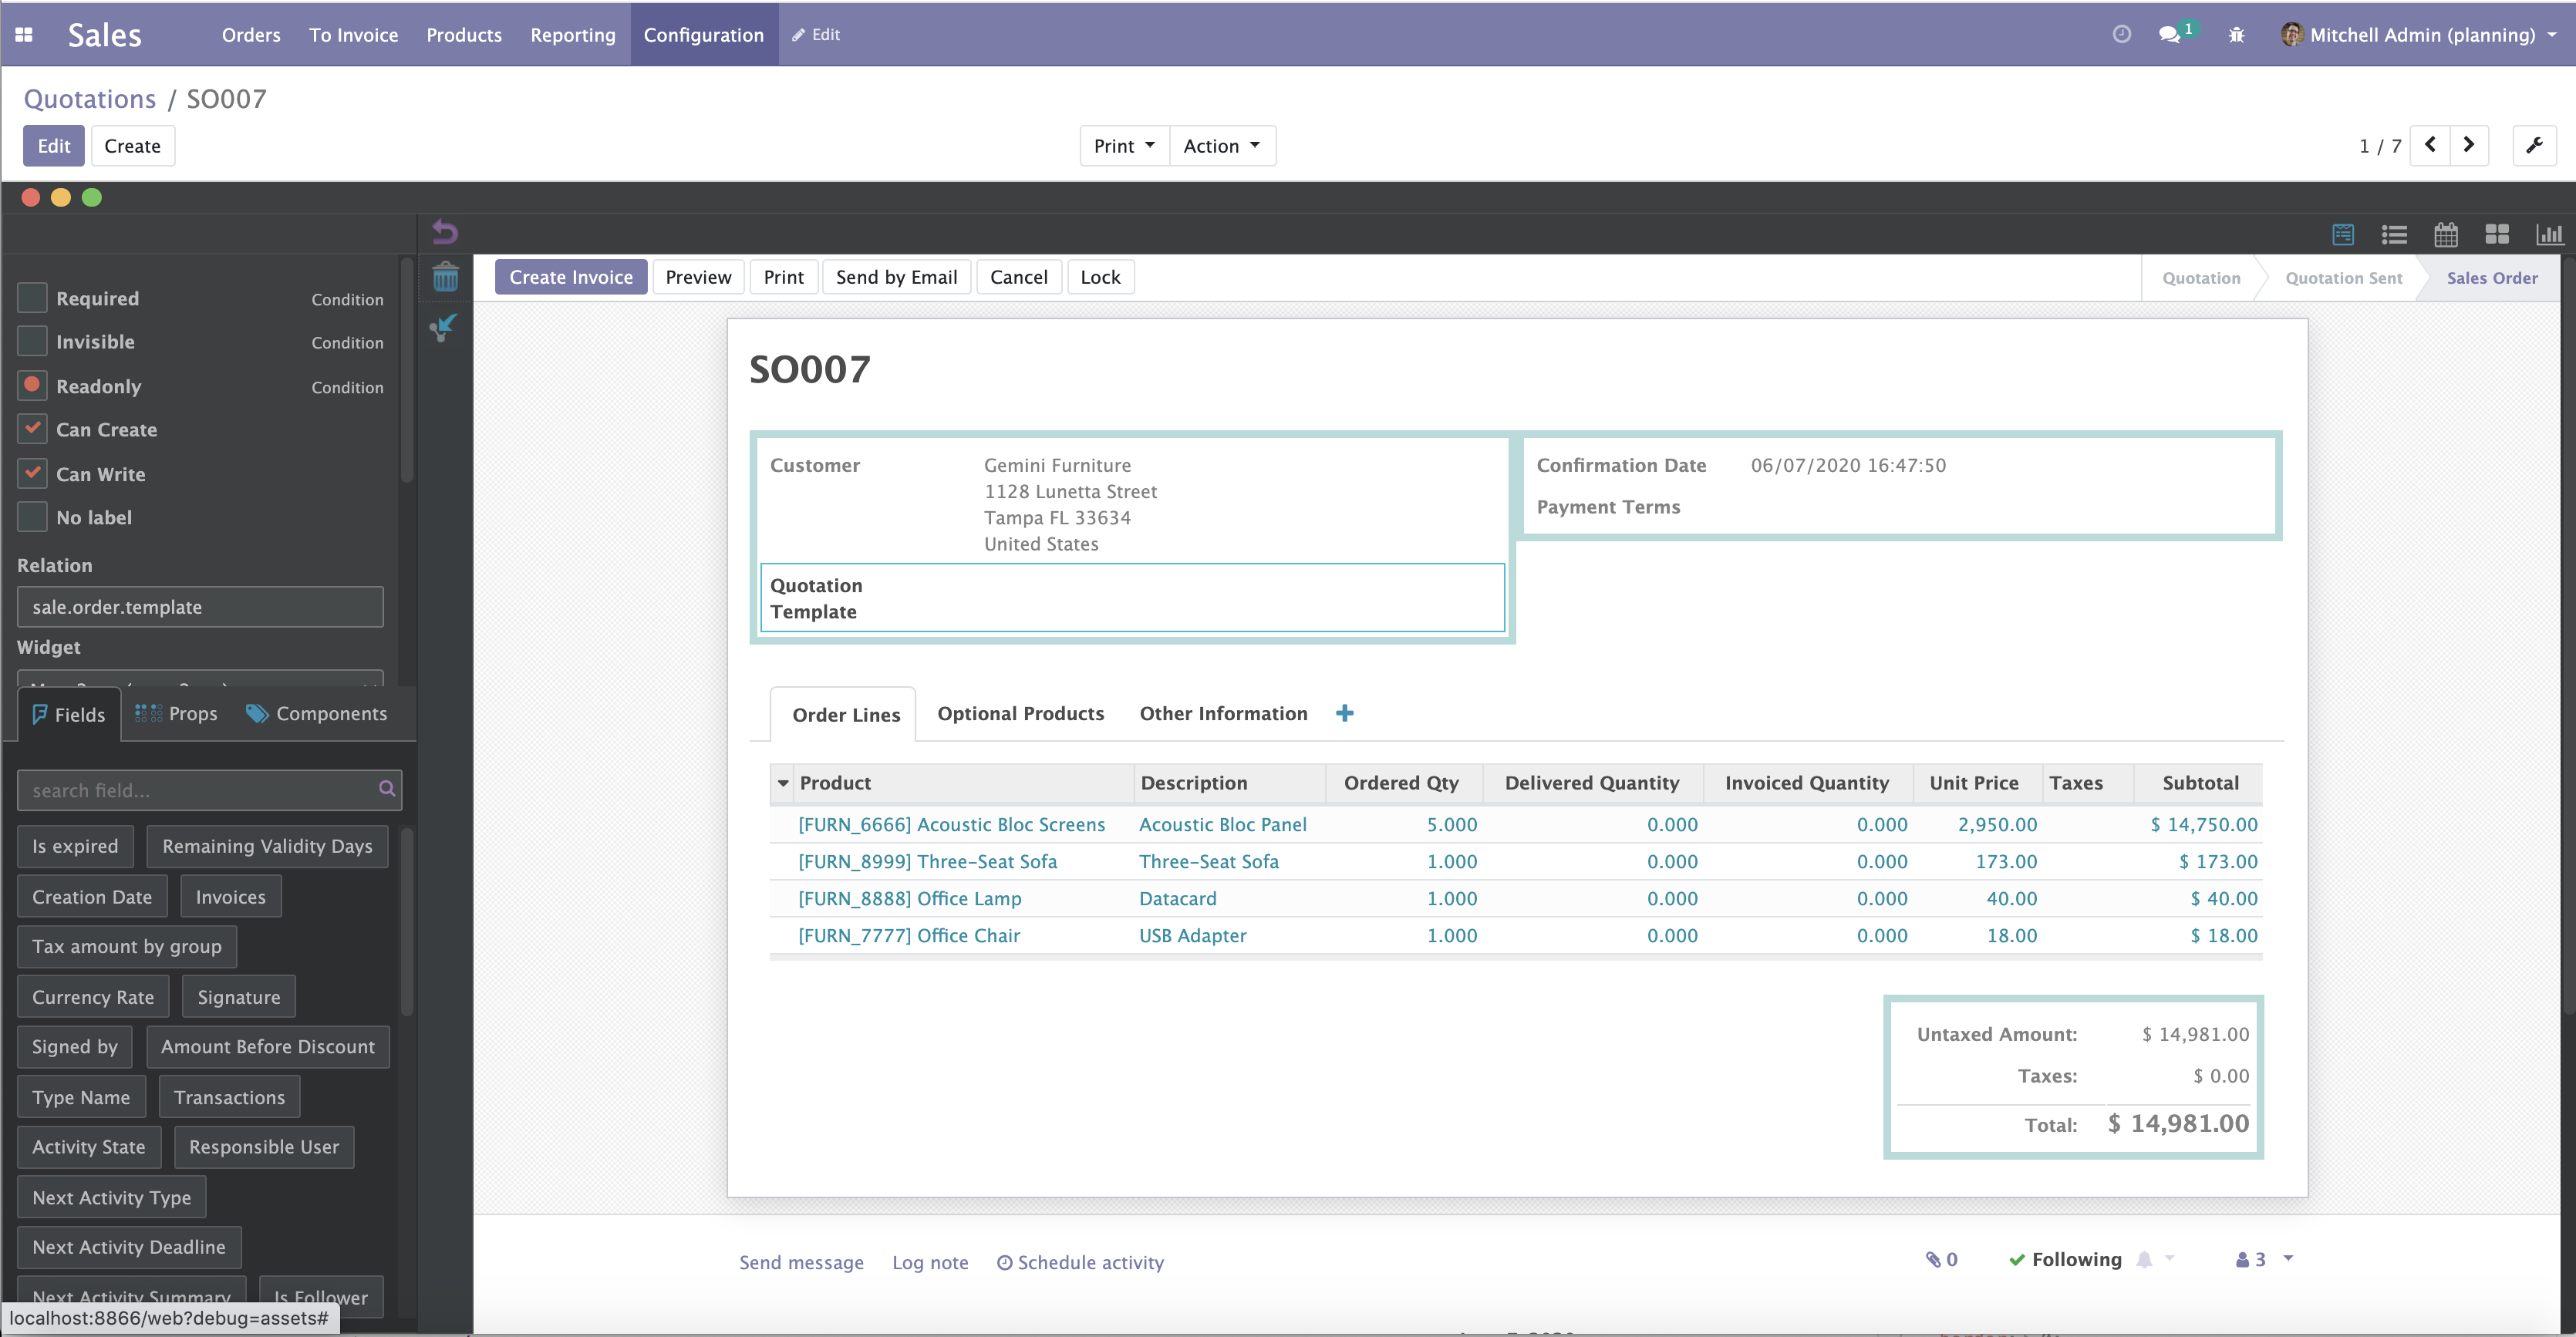 Sales Orders To Invoice Products Reporting Configuration Edit 1 Mitchell Admin (planning)
Quotations / SO007
Edit Create Print Action 1 / 7
Create Invoice Preview Print Send by Email Cancel Lock Quotation Quotation Sent Sales Order
Required Condition
Invisible Condition
Readonly Condition
Can Create
Can Write
No label
Relation
sale.order.template
Widget
Fields Props Components
search field...
Is expired Remaining Validity Days
Creation Date Invoices
Tax amount by group
Currency Rate Signature
Signed by Amount Before Discount
Type Name Transactions
Activity State Responsible User
Next Activity Type
Next Activity Deadline
Next Activity Summary Is Follower
localhost:8866/web?debug=assets#
SO007
Customer Gemini Furniture
1128 Lunetta Street
Tampa FL 33634
United States
Quotation
Template
Confirmation Date 06/07/2020 16:47:50
Payment Terms
Order Lines Optional Products Other Information
Product Description Ordered Qty Delivered Quantity Invoiced Quantity Unit Price Taxes Subtotal
[FURN_6666] Acoustic Bloc Screens Acoustic Bloc Panel 5.000 0.000 0.000 2,950.00 $ 14,750.00
[FURN_8999] Three-Seat Sofa Three-Seat Sofa 1.000 0.000 0.000 173.00 $ 173.00
[FURN_8888] Office Lamp Datacard 1.000 0.000 0.000 40.00 $ 40.00
[FURN_7777] Office Chair USB Adapter 1.000 0.000 0.000 18.00 $ 18.00
Untaxed Amount: $ 14,981.00
Taxes: $ 0.00
Total: $ 14,981.00
Send message Log note Schedule activity 0 Following 3